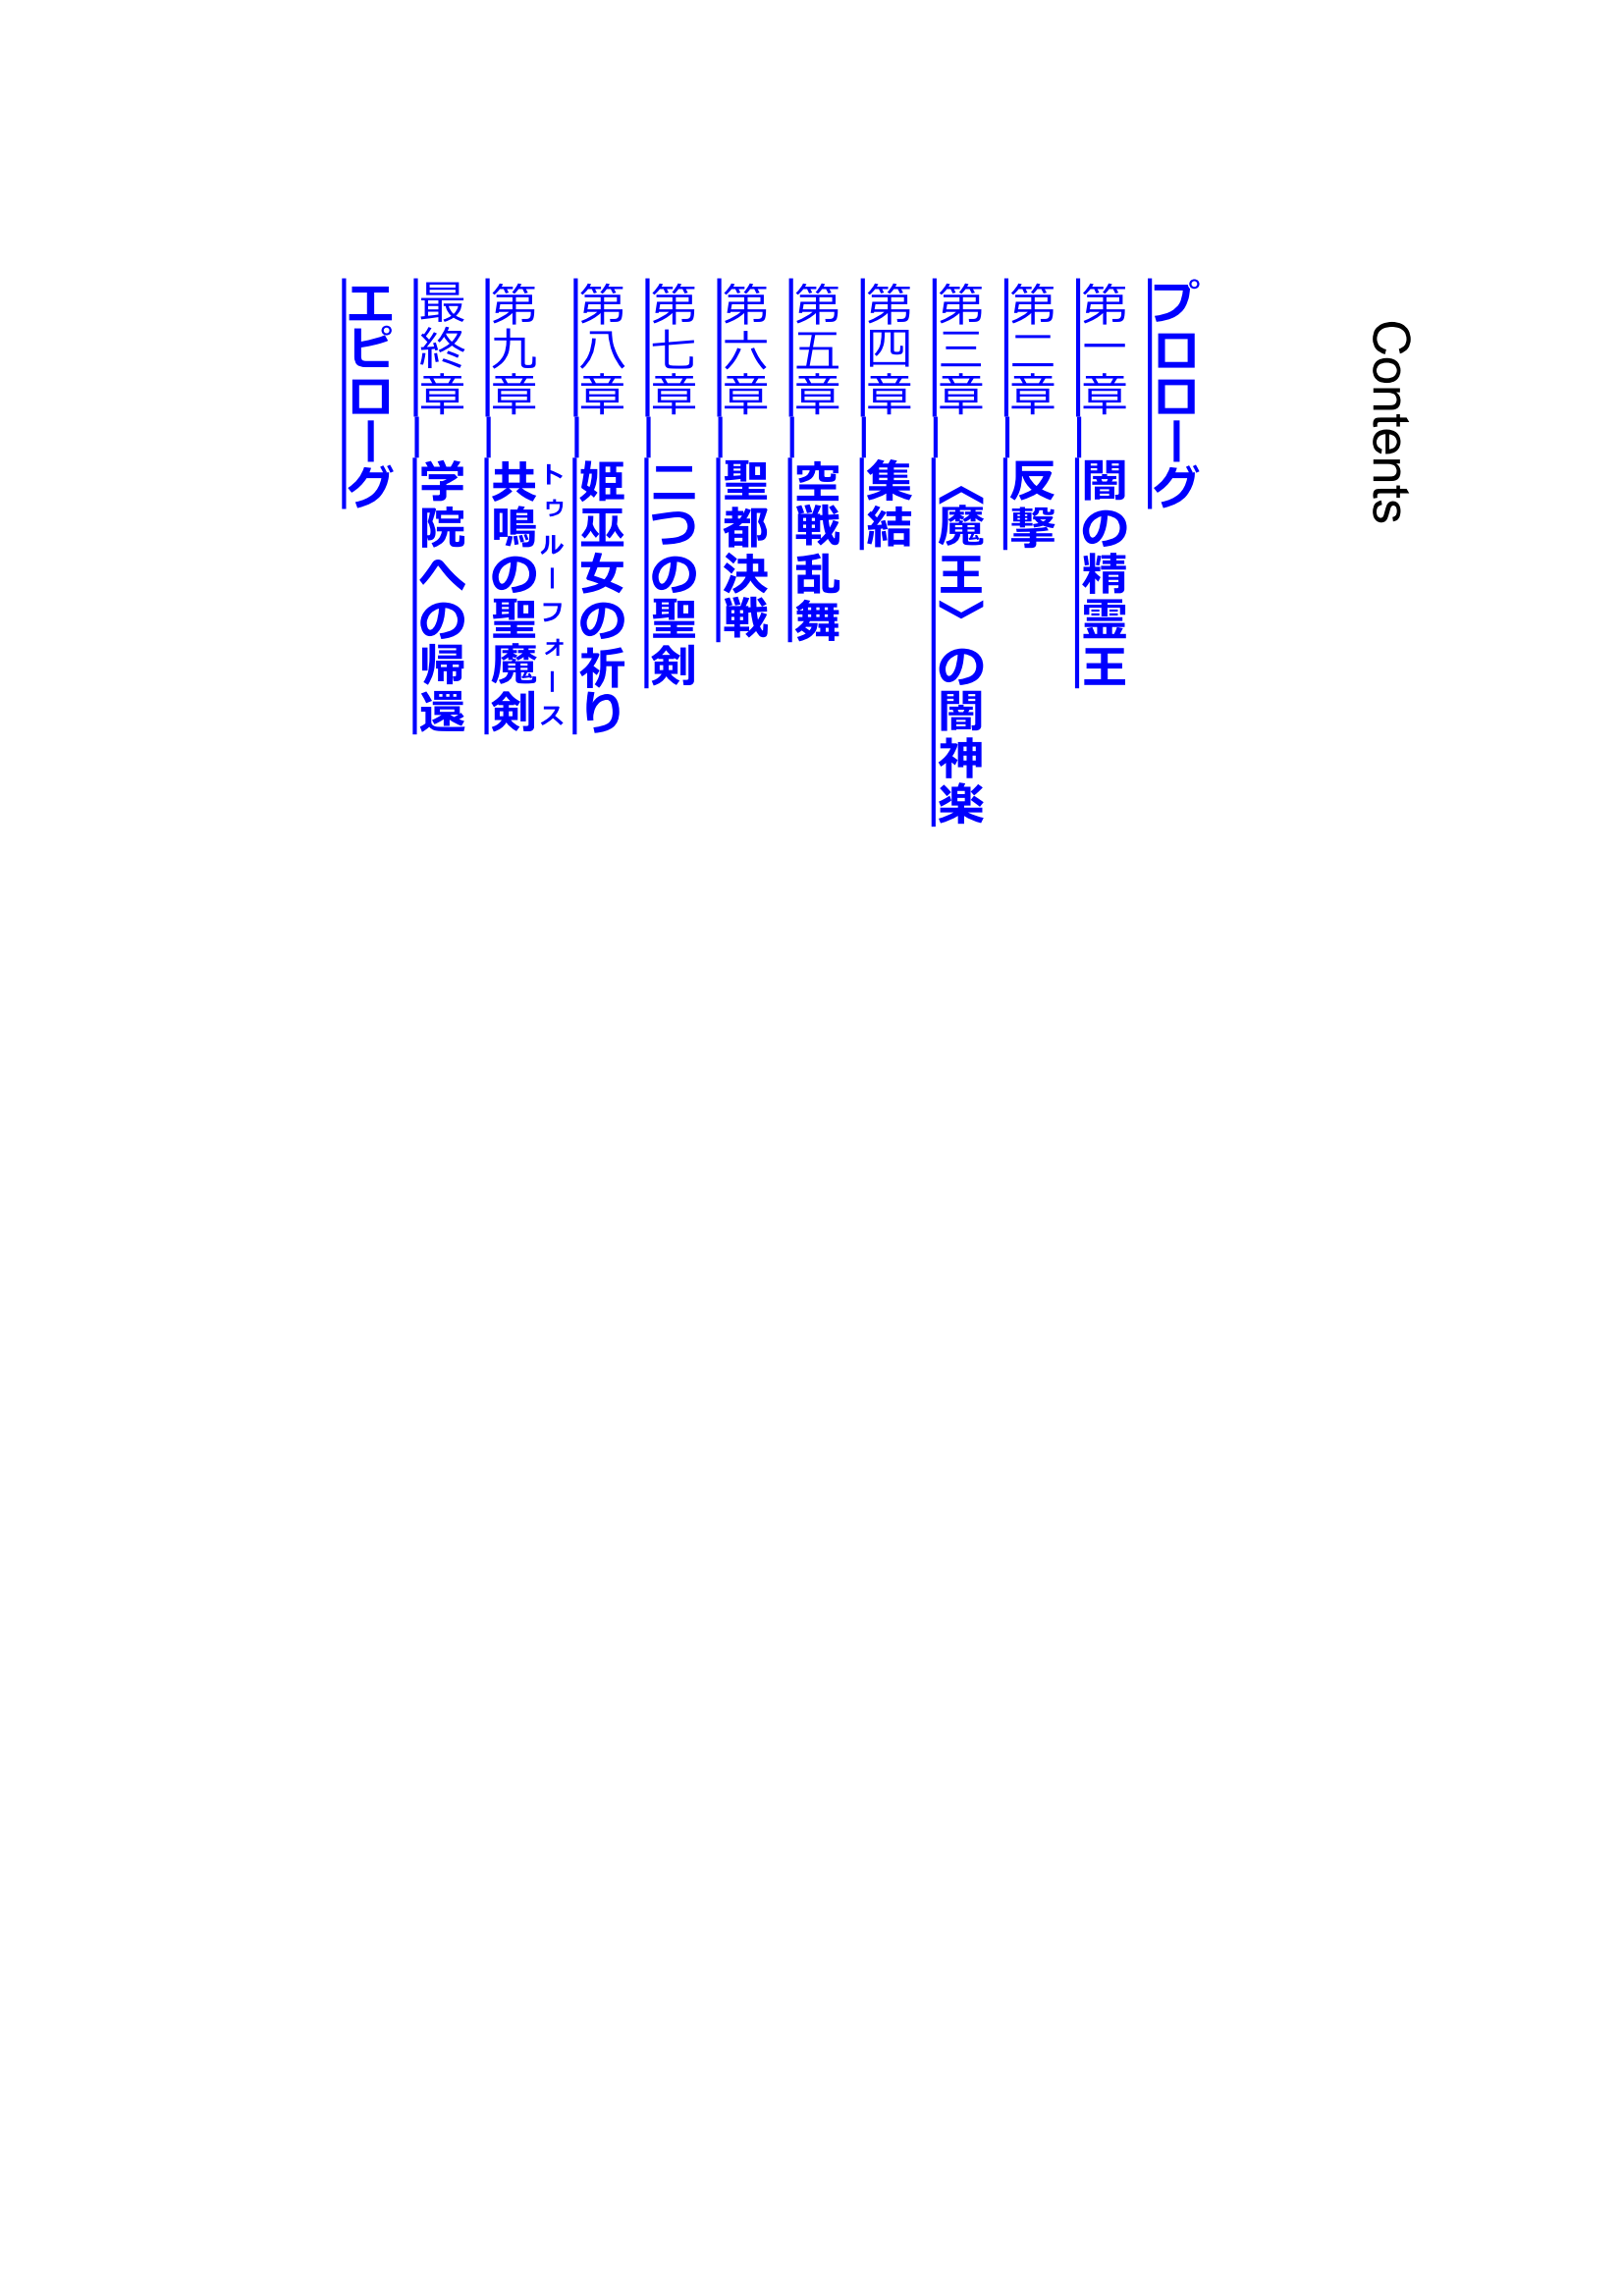 Contents
プロローグ
第一章 闇の精霊王
第二章 反撃
第三章 〈魔王〉の闇神楽
第四章 集結
第五章 空戦乱舞
第六章 聖都決戦
第七章 二つの聖剣
第八章 姫巫女の祈り
トゥルーフォース
第九章 共鳴の聖魔剣
最終章 学院への帰還
エピローグ